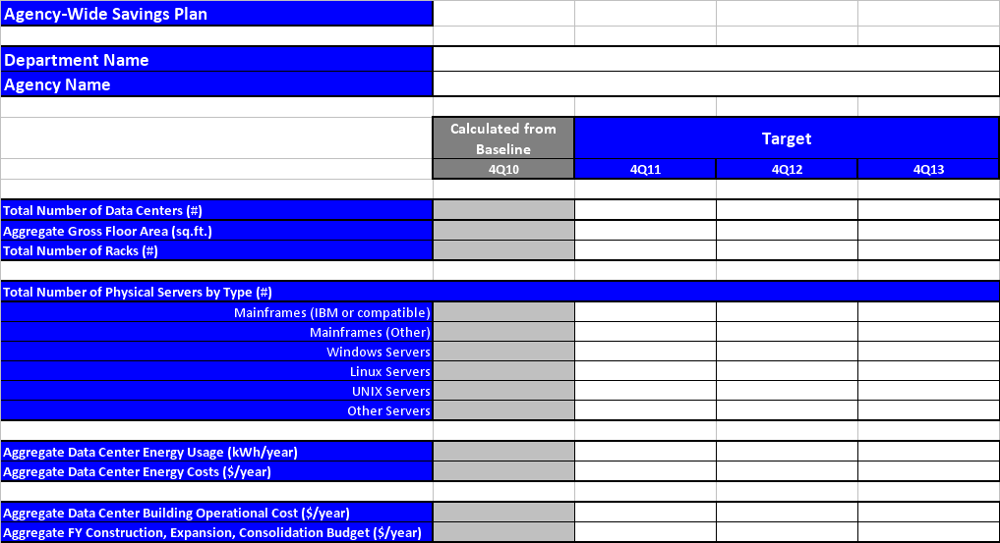 Agency-Wide Savings Plan
Department Name
Agency Name
Calculated from
Baseline
Target
4Q10
4Q11
4Q12
4Q13
Total Number of Data Centers (#)
Aggregate Gross Floor Area (sq.ft.)
Total Number of Racks (#)
Total Number of Physical Servers by Type (#)
Mainframes (IBM or compatible)
Mainframes (Other)
Windows Servers
Linux Servers
UNIX Servers
Other Servers
Aggregate Data Center Energy Usage (kWh/year)
Aggregate Data Center Energy Costs ($/year)
Aggregate Data Center Building Operational Cost ($/year)
Aggregate FY Construction, Expansion, Consolidation Budget ($/year)